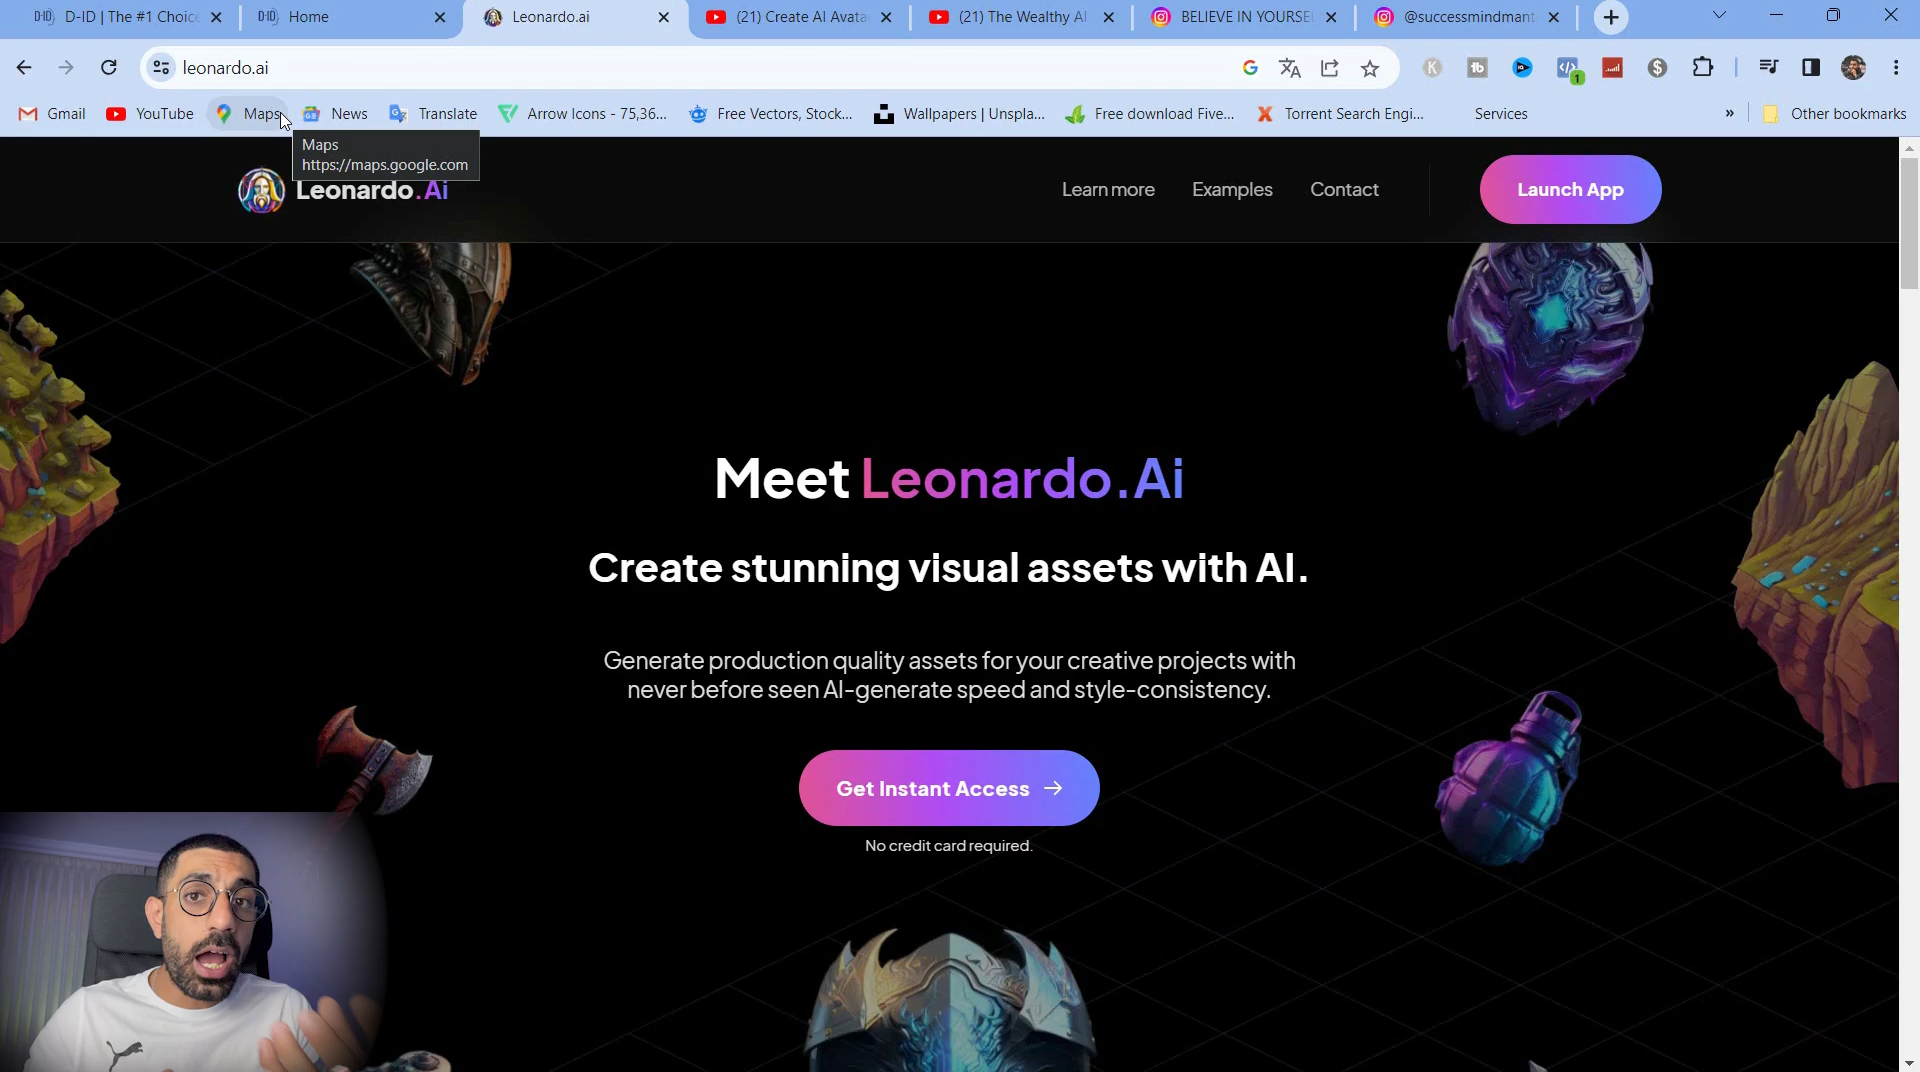 D-ID | The #1 Choice
Home
Leonardo.ai
(21) Create AI Avata
(21) The Wealthy AI
BELIEVE IN YOURSE
@successmindmant
leonardo.ai
1
Gmail
YouTube
Maps
News
Translate
Arrow Icons - 75,36...
Free Vectors, Stock...
Wallpapers | Unspla...
Free download Five...
Torrent Search Engi...
Services
»
Other bookmarks
Maps
https://maps.google.com
Leonardo.Ai
Learn more
Examples
Contact
Launch App
Meet Leonardo.Ai
Create stunning visual assets with AI.
Generate production quality assets for your creative projects with
never before seen AI-generate speed and style-consistency.
Get Instant Access →
No credit card required.